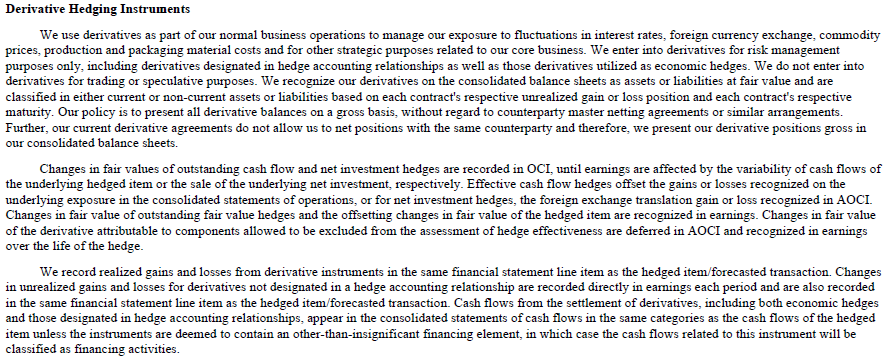 Derivative Hedging Instruments
We use derivatives as part of our normal business operations to manage our exposure to fluctuations in interest rates, foreign currency exchange, commodity
prices, production and packaging material costs and for other strategic purposes related to our core business. We enter into derivatives for risk management
purposes only, including derivatives designated in hedge accounting relationships as well as those derivatives utilized as economic hedges. We do not enter into
derivatives for trading or speculative purposes. We recognize our derivatives on the consolidated balance sheets as assets or liabilities at fair value and are
classified in either current or non-current assets or liabilities based on each contract's respective unrealized gain or loss position and each contract's respective
maturity. Our policy is to present all derivative balances on a gross basis, without regard to counterparty master netting agreements or similar arrangements.
Further, our current derivative agreements do not allow us to net positions with the same counterparty and therefore, we present our derivative positions gross in
our consolidated balance sheets.
Changes in fair values of outstanding cash flow and net investment hedges are recorded in OCI, until earnings are affected by the variability of cash flows of
the underlying hedged item or the sale of the underlying net investment, respectively. Effective cash flow hedges offset the gains or losses recognized on the
underlying exposure in the consolidated statements of operations, or for net investment hedges, the foreign exchange translation gain or loss recognized in AOCI.
Changes in fair value of outstanding fair value hedges and the offsetting changes in fair value of the hedged item are recognized in earnings. Changes in fair value
of the derivative attributable to components allowed to be excluded from the assessment of hedge effectiveness are deferred in AOCI and recognized in earnings
over the life of the hedge.
We record realized gains and losses from derivative instruments in the same financial statement line item as the hedged item/forecasted transaction. Changes
in unrealized gains and losses for derivatives not designated in a hedge accounting relationship are recorded directly in earnings each period and are also recorded
in the same financial statement line item as the hedged item/forecasted transaction. Cash flows from the settlement of derivatives, including both economic hedges
and those designated in hedge accounting relationships, appear in the consolidated statements of cash flows in the same categories as the cash flows of the hedged
item unless the instruments are deemed to contain an other-than-insignificant financing element, in which case the cash flows related to this instrument will be
classified as financing activities.